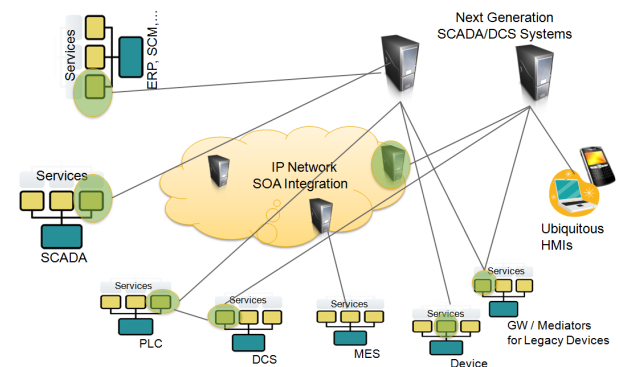 Next Generation
SCADA/DCS Systems
Services
ERP, SCM,...
IP Network
SOA Integration
Services
SCADA
Ubiquitous
HMIs
Services
PLC
Services
DCS
Services
MES
Services
Device
Services
GW / Mediators
for Legacy Devices